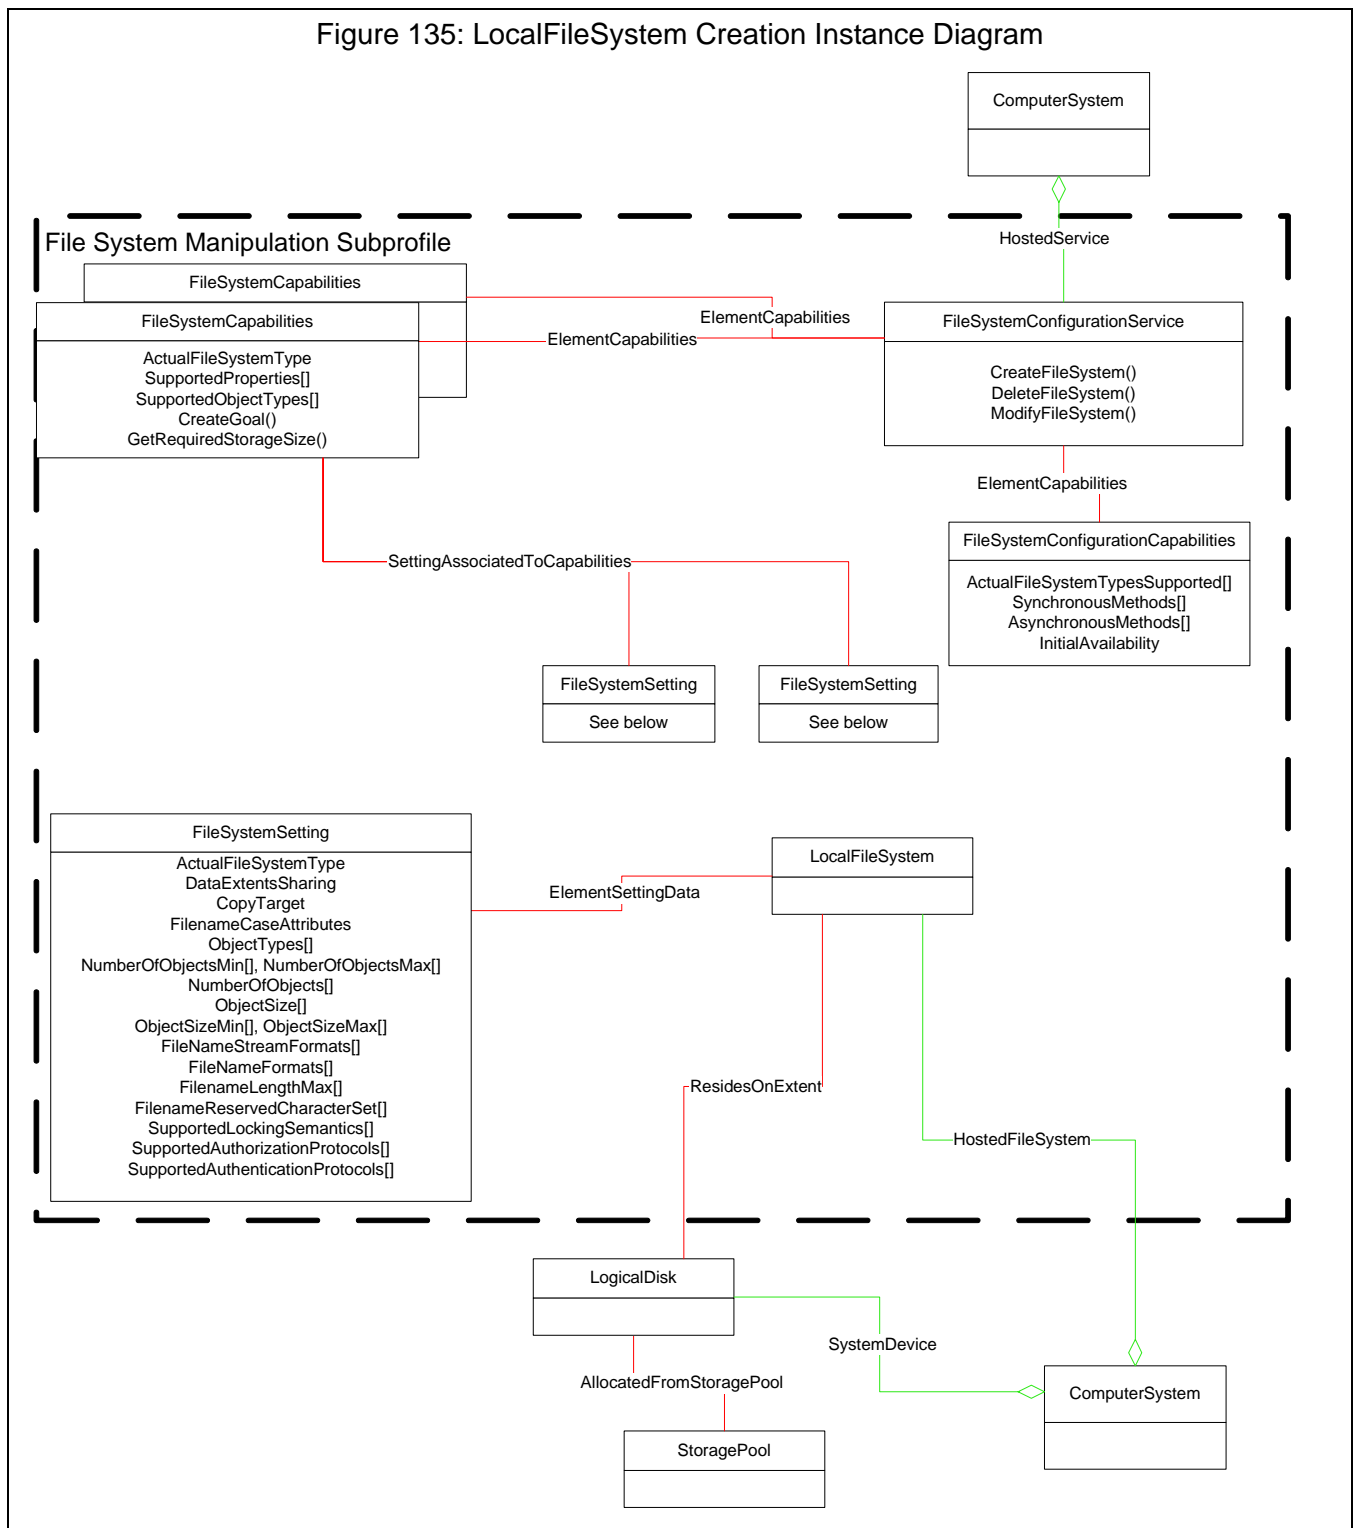 Figure 135: LocalFileSystem Creation Instance Diagram
ComputerSystem
HostedService
File System Manipulation Subprofile
FileSystemCapabilities
FileSystemCapabilities
ActualFileSystemType
SupportedProperties[]
SupportedObjectTypes[]
CreateGoal()
GetRequiredStorageSize()
ElementCapabilities
ElementCapabilities
FileSystemConfigurationService
CreateFileSystem()
DeleteFileSystem()
ModifyFileSystem()
ElementCapabilities
FileSystemConfigurationCapabilities
ActualFileSystemTypesSupported[]
SynchronousMethods[]
AsynchronousMethods[]
InitialAvailability
SettingAssociatedToCapabilities
FileSystemSetting
See below
FileSystemSetting
See below
FileSystemSetting
ActualFileSystemType
DataExtentsSharing
CopyTarget
FilenameCaseAttributes
ObjectTypes[]
NumberOfObjectsMin[], NumberOfObjectsMax[]
NumberOfObjects[]
ObjectSize[]
ObjectSizeMin[], ObjectSizeMax[]
FileNameStreamFormats[]
FileNameFormats[]
FilenameLengthMax[]
FilenameReservedCharacterSet[]
SupportedLockingSemantics[]
SupportedAuthorizationProtocols[]
SupportedAuthenticationProtocols[]
ElementSettingData
LocalFileSystem
ResidesOnExtent
HostedFileSystem
LogicalDisk
SystemDevice
AllocatedFromStoragePool
ComputerSystem
StoragePool